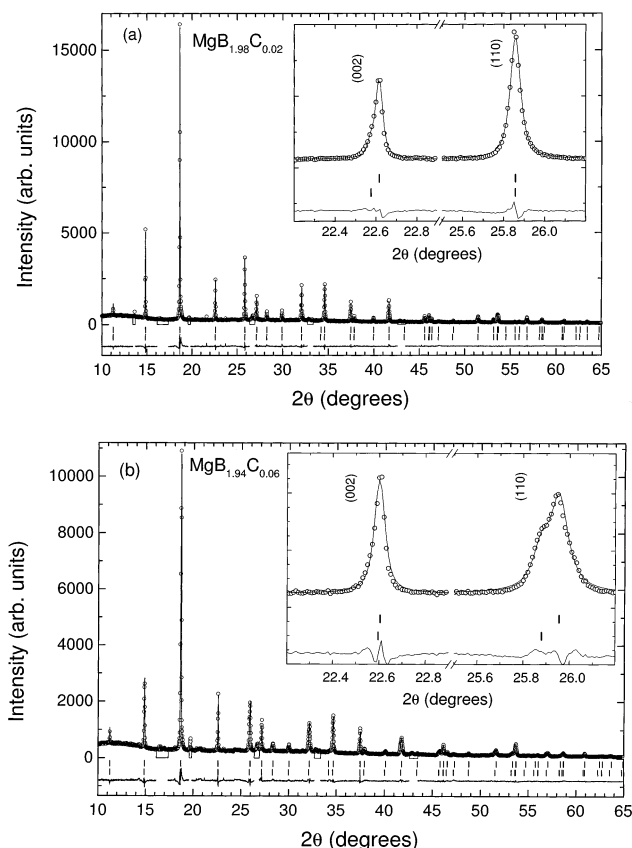 (a)
MgB1.98C0.02
(002)
(110)
22.4 22.6 22.8 25.6 25.8 26.0
2θ (degrees)
Intensity (arb. units)
15000
10000
5000
0
10 15 20 25 30 35 40 45 50 55 60 65
2θ (degrees)
(b)
MgB1.94C0.06
(002)
(110)
22.4 22.6 22.8 25.6 25.8 26.0
2θ (degrees)
Intensity (arb. units)
10000
8000
6000
4000
2000
0
10 15 20 25 30 35 40 45 50 55 60 65
2θ (degrees)